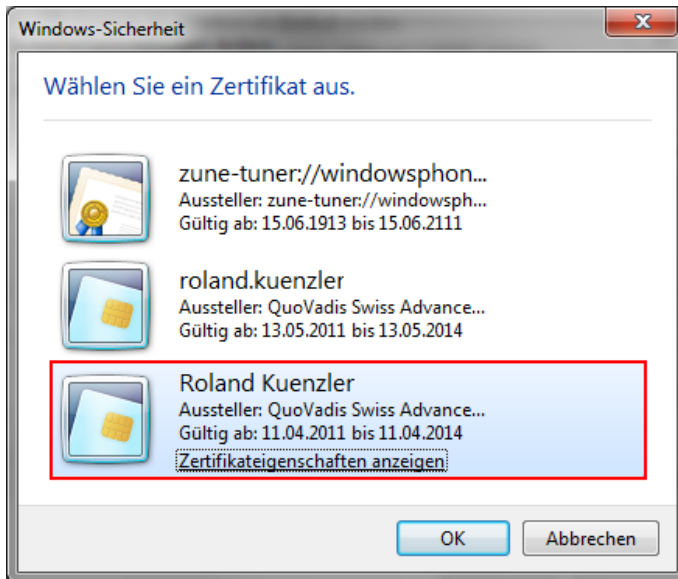 Windows-Sicherheit
Wählen Sie ein Zertifikat aus.
zune-tuner://windowsphon...
Aussteller: zune-tuner://windowsph...
Gültig ab: 15.06.1913 bis 15.06.2111
roland.kuenzler
Aussteller: QuoVadis Swiss Advance...
Gültig ab: 13.05.2011 bis 13.05.2014
Roland Kuenzler
Aussteller: QuoVadis Swiss Advance...
Gültig ab: 11.04.2011 bis 11.04.2014
Zertifikateigenschaften anzeigen
OK
Abbrechen